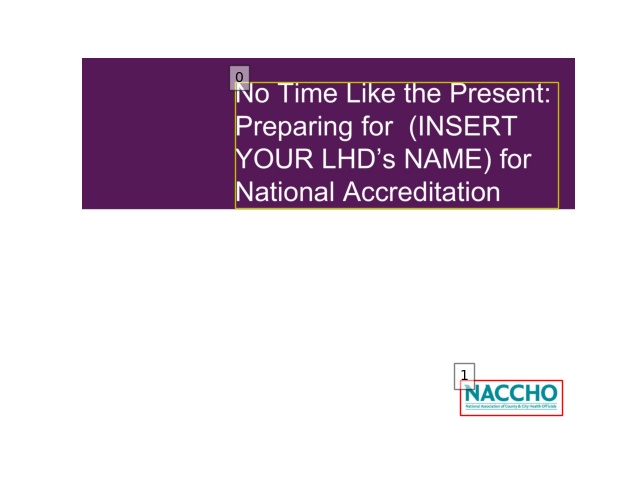 0
No Time Like the Present:
Preparing for  (INSERT
YOUR LHD’s NAME) for
National Accreditation
1
NACCHO
National Association of County & City Health Officials